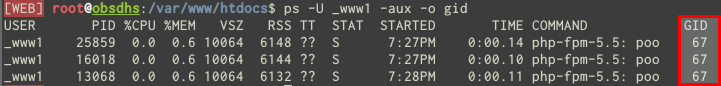 [WEB] root@obsdhs:/var/www/htdocs> ps -U _www1 -aux -o gid
USER PID %CPU %MEM VSZ RSS TT STAT STARTED TIME COMMAND GID
_www1 25859 0.0 0.6 10064 6148 ?? S 7:27PM 0:00.14 php-fpm-5.5: poo 67
_www1 16018 0.0 0.6 10064 6144 ?? S 7:27PM 0:00.10 php-fpm-5.5: poo 67
_www1 13068 0.0 0.6 10064 6132 ?? S 7:28PM 0:00.11 php-fpm-5.5: poo 67